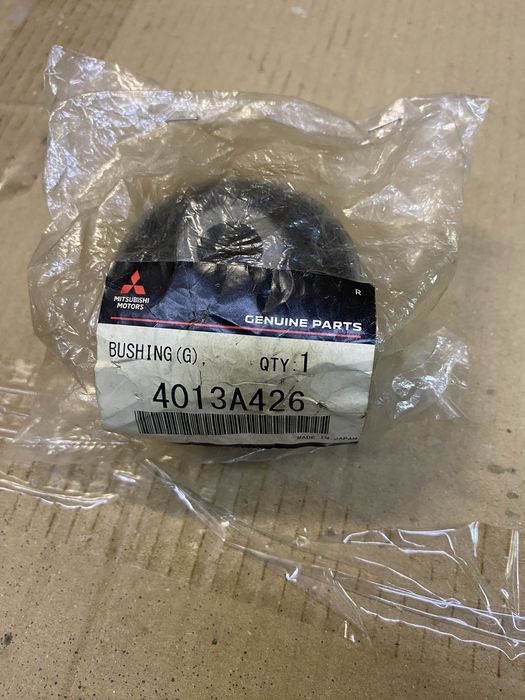 R
MITSUBISHI
MOTORS
GENUINE PARTS
BUSHING(G),
QTY:1
4013A426
MADE IN JAPAN